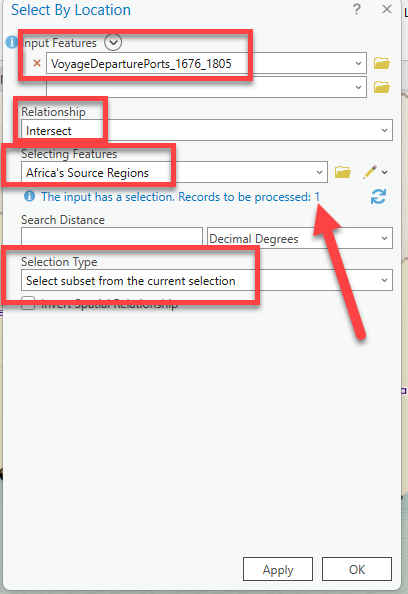 Select By Location
? ×
Input Features
VoyageDeparturePorts_1676_1805
Relationship
Intersect
Selecting Features
Africa's Source Regions
The input has a selection. Records to be processed: 1
Search Distance
Decimal Degrees
Selection Type
Select subset from the current selection
Invert Spatial Relationship
Apply OK